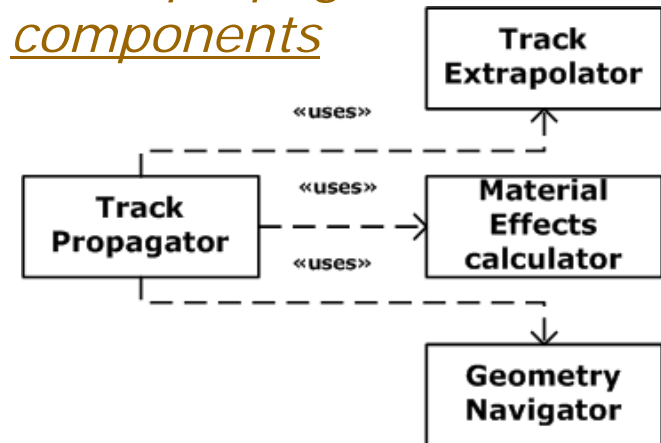 components
Track
Extrapolator
«uses»
«uses»
Track
Propagator
Material
Effects
calculator
«uses»
Geometry
Navigator